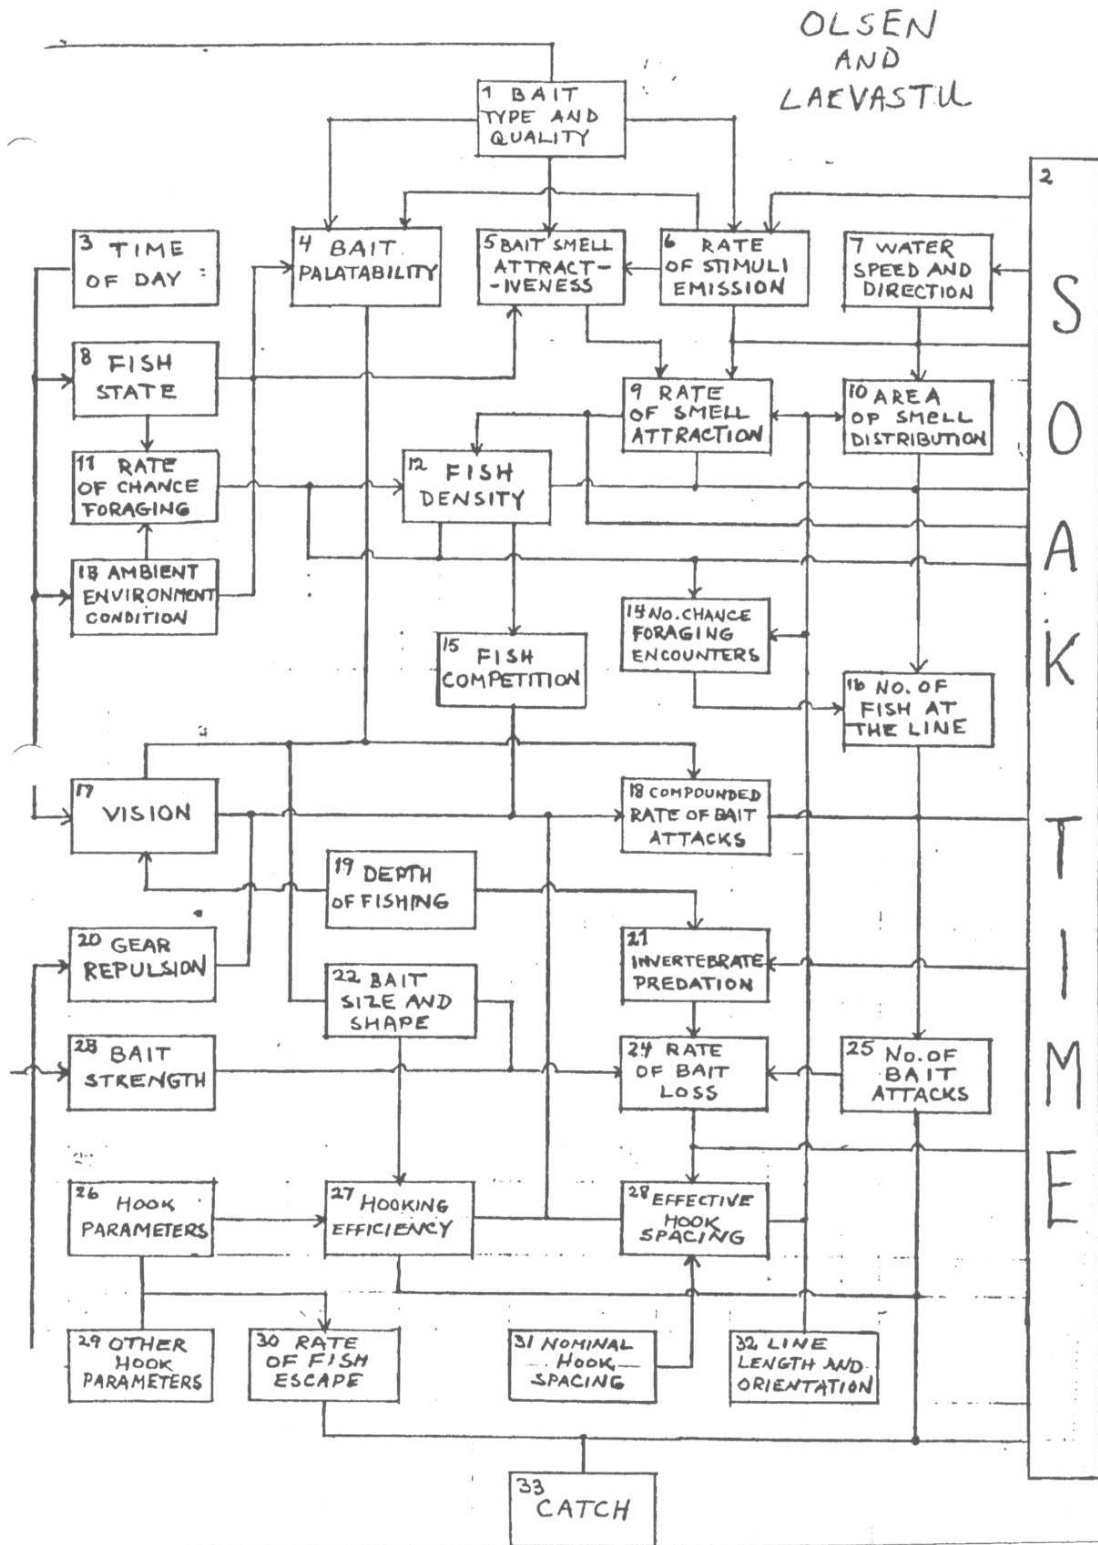 OLSEN
AND
LAEVASTU
1 BAIT
TYPE AND
QUALITY
2
SOAK TIME
3 TIME
OF DAY
4 BAIT
PALATABILITY
5 BAIT SMELL
ATTRACT-
-IVENESS
6 RATE
OF STIMULI
EMISSION
7 WATER
SPEED AND
DIRECTION
8 FISH
STATE
9 RATE
OF SMELL
ATTRACTION
10 AREA
OP SMELL
DISTRIBUTION
11 RATE
OF CHANCE
FORAGING
12 FISH
DENSITY
13 AMBIENT
ENVIRONMENT
CONDITION
14 NO. CHANCE
FORAGING
ENCOUNTERS
15 FISH
COMPETITION
16 NO. OF
FISH AT
THE LINE
17 VISION
18 COMPOUNDED
RATE OF BAIT
ATTACKS
19 DEPTH
OF FISHING
20 GEAR
REPULSION
21
INVERTEBRATE
PREDATION
22 BAIT
SIZE AND
SHAPE
23 BAIT
STRENGTH
24 RATE
OF BAIT
LOSS
25 NO. OF
BAIT
ATTACKS
26 HOOK
PARAMETERS
27 HOOKING
EFFICIENCY
28 EFFECTIVE
HOOK
SPACING
29 OTHER
HOOK
PARAMETERS
30 RATE
OF FISH
ESCAPE
31 NOMINAL
HOOK
SPACING
32 LINE
LENGTH AND
ORIENTATION
33
CATCH